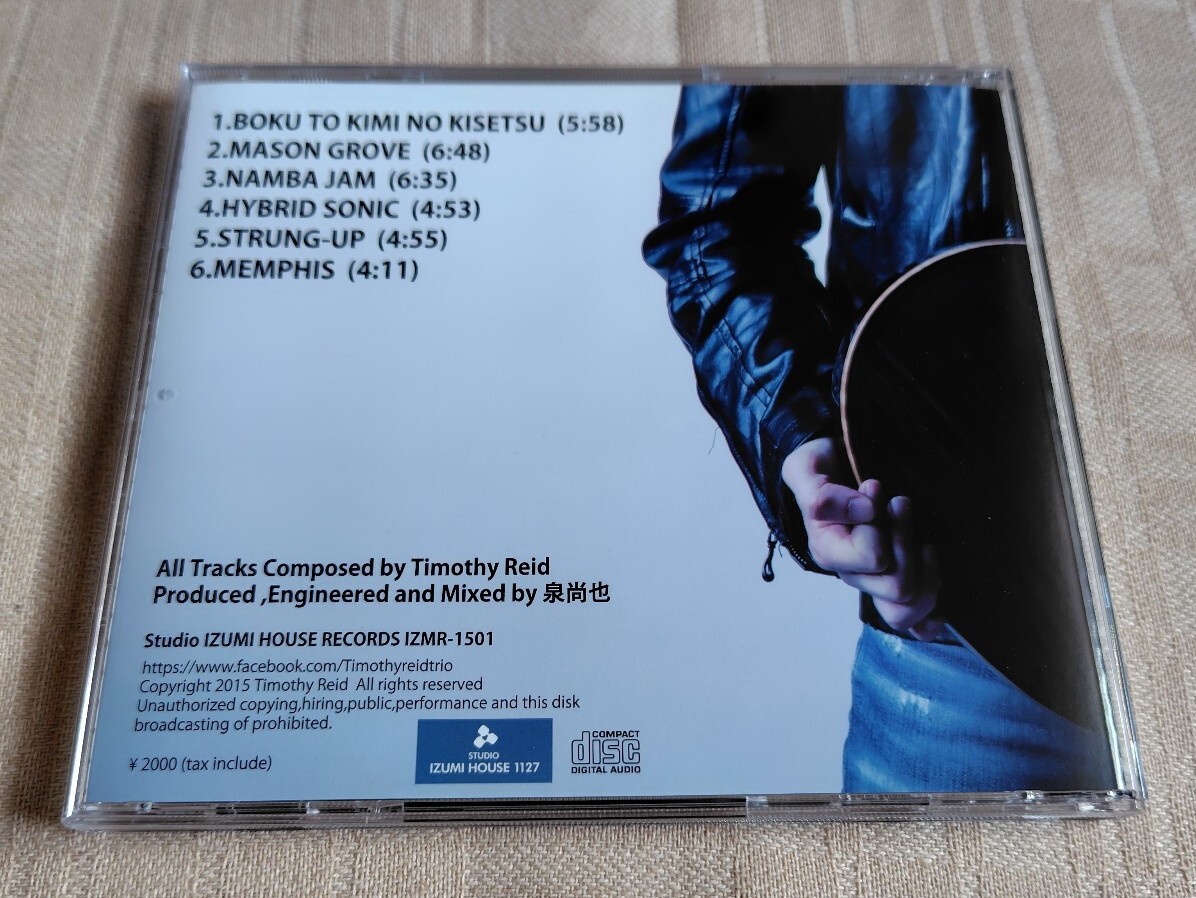 1.BOKU TO KIMI NO KISETSU (5:58)
2.MASON GROVE (6:48)
3.NAMBA JAM (6:35)
4.HYBRID SONIC (4:53)
5.STRUNG-UP (4:55)
6.MEMPHIS (4:11)
All Tracks Composed by Timothy Reid
Produced ,Engineered and Mixed by 泉尚也
Studio IZUMI HOUSE RECORDS IZMR-1501
https://www.facebook.com/Timothyreidtrio
Copyright 2015 Timothy Reid All rights reserved
Unauthorized copying,hiring,public,performance and this disk
broadcasting of prohibited.
¥ 2000 (tax include)
STUDIO
IZUMI HOUSE 1127
COMPACT
disc
DIGITAL AUDIO